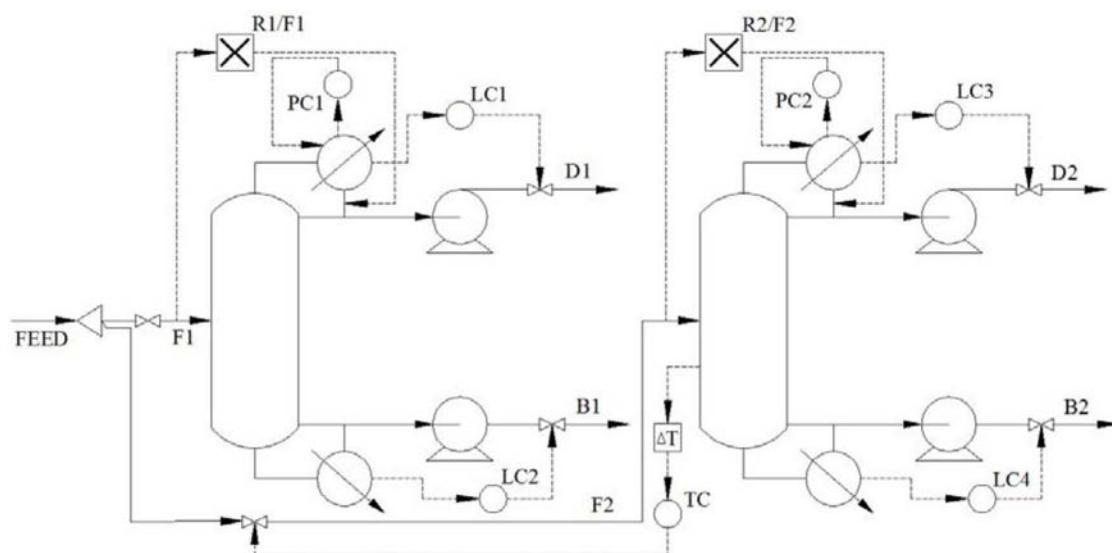 R1/F1
R2/F2
PC1
LC1
PC2
LC3
D1
D2
FEED
F1
B1
B2
ΔT
LC2
F2
TC
LC4